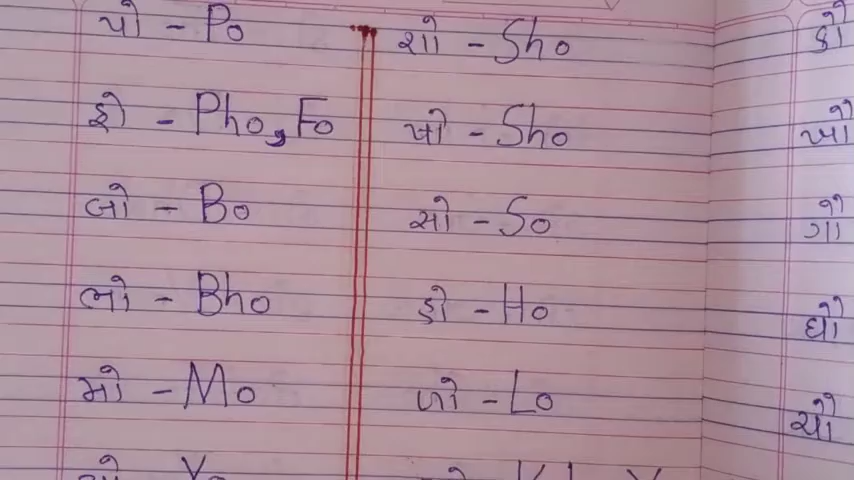 પો - Po
ફો - Pho, Fo
બો - Bo
ભો - Bho
મો - Mo
શો - Sho
ષો - Sho
સો - So
હો - Ho
ળો - Lo
ખૌ
ગૌ
ઘૌ